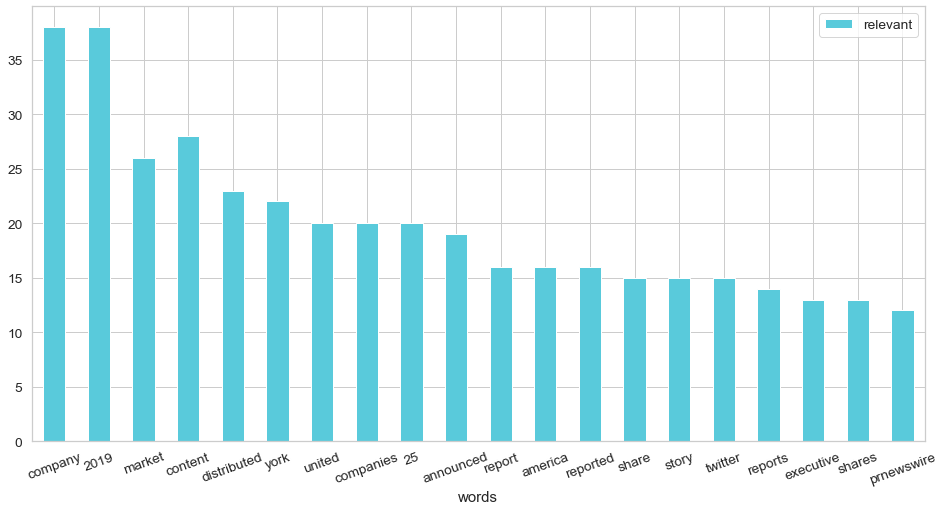 relevant
35
30
25
20
15
10
5
0
company 2019 market content distributed york united companies 25 announced report america reported share story twitter reports executive shares prnewswire
words